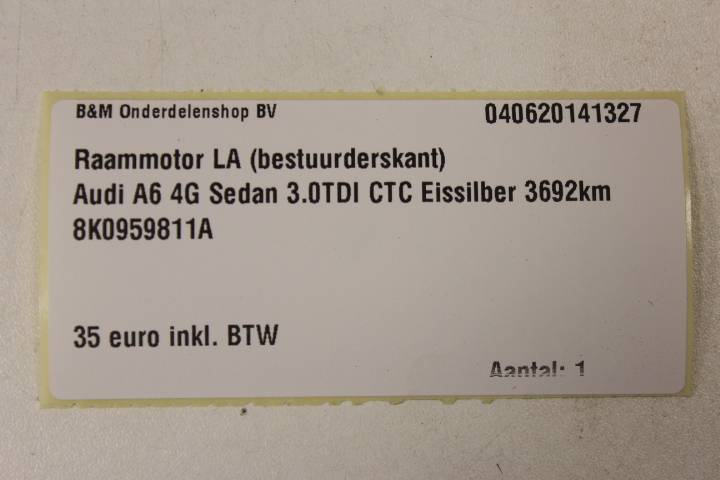 B&M Onderdelenshop BV 040620141327
Raammotor LA (bestuurderskant)
Audi A6 4G Sedan 3.0TDI CTC Eissilber 3692km
8K0959811A
35 euro inkl. BTW
Aantal: 1